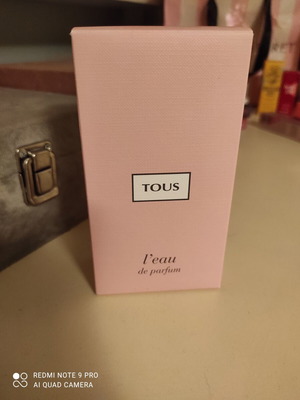 TOUS
l'eau
de parfum
REDMI NOTE 9 PRO
AI QUAD CAMERA